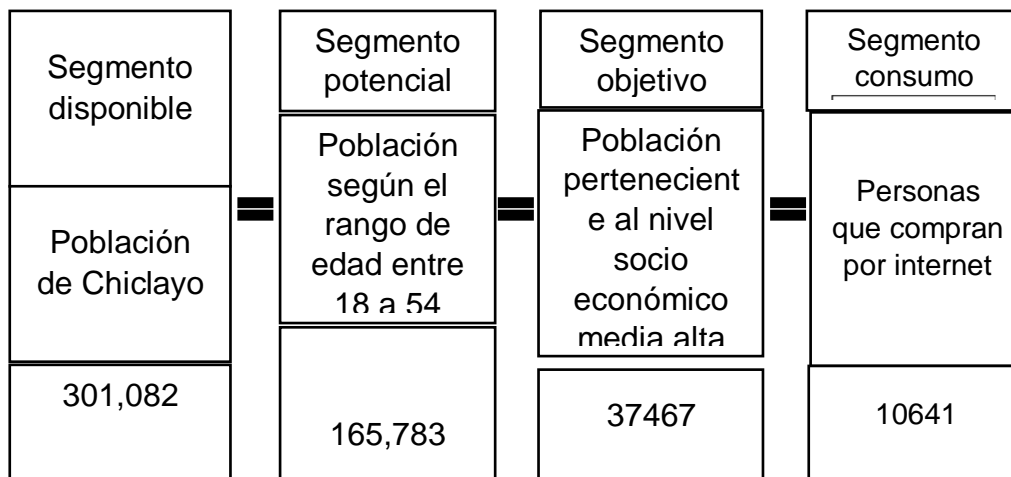 Segmento
disponible
Población
de Chiclayo
301,082
Segmento
potencial
Población
según el
rango de
edad entre
18 a 54
165,783
Segmento
objetivo
Población
pertenecient
e al nivel
socio
económico
media alta
37467
Segmento
consumo
Personas
que compran
por internet
10641